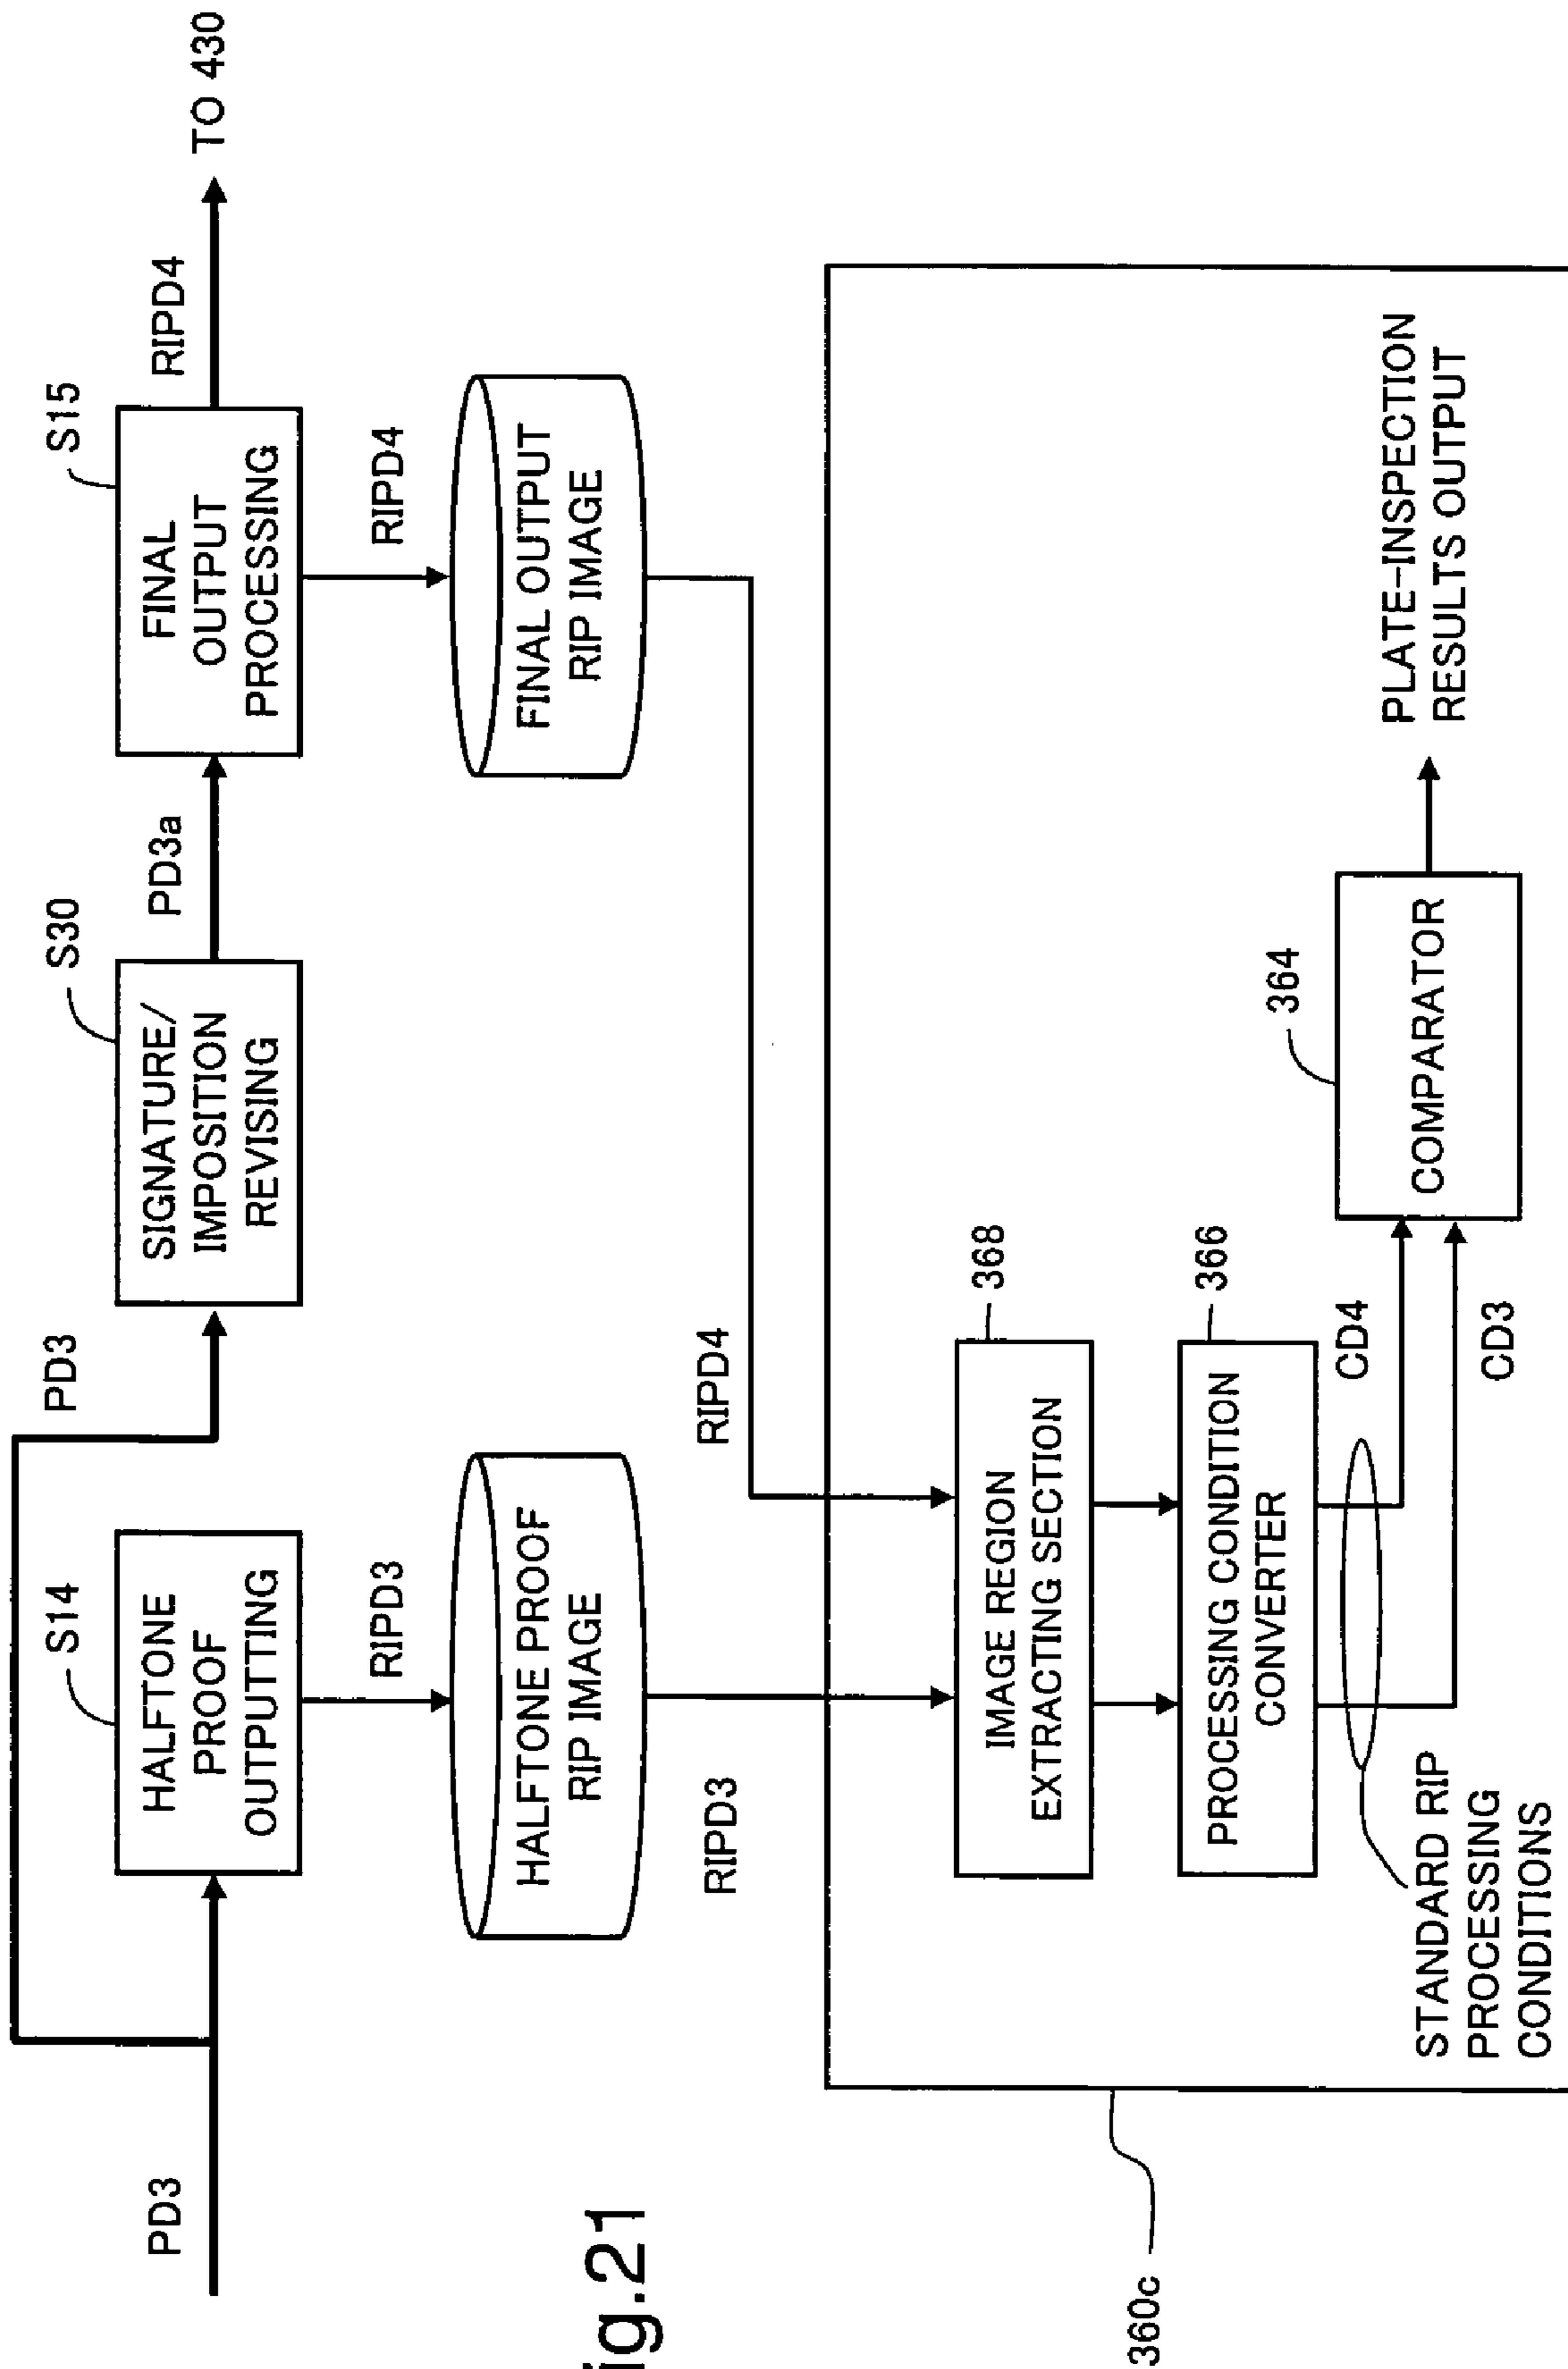 PD3
S14
HALFTONE
PROOF
OUTPUTTING
PD3
S30
SIGNATURE/
IMPOSITION
REVISING
PD3a
S15
FINAL
OUTPUT
PROCESSING
RIPD4
TO 430
RIPD3
HALFTONE PROOF
RIP IMAGE
RIPD4
FINAL OUTPUT
RIP IMAGE
RIPD3
RIPD4
ig.21
360c
368
IMAGE REGION
EXTRACTING SECTION
366
PROCESSING CONDITION
CONVERTER
CD4
CD3
STANDARD RIP
PROCESSING
CONDITIONS
364
COMPARATOR
PLATE-INSPECTION
RESULTS OUTPUT